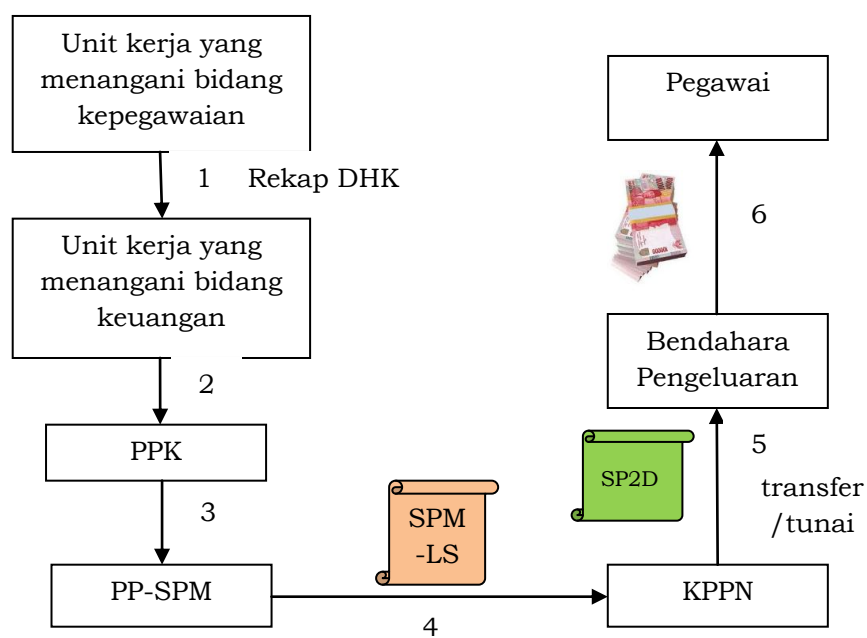 Unit kerja yang
menangani bidang
kepegawaian
1 Rekap DHK
Unit kerja yang
menangani bidang
keuangan
2
PPK
3
PP-SPM
SPM
-LS
4
KPPN
SP2D
5
transfer
/tunai
Bendahara
Pengeluaran
6
Pegawai